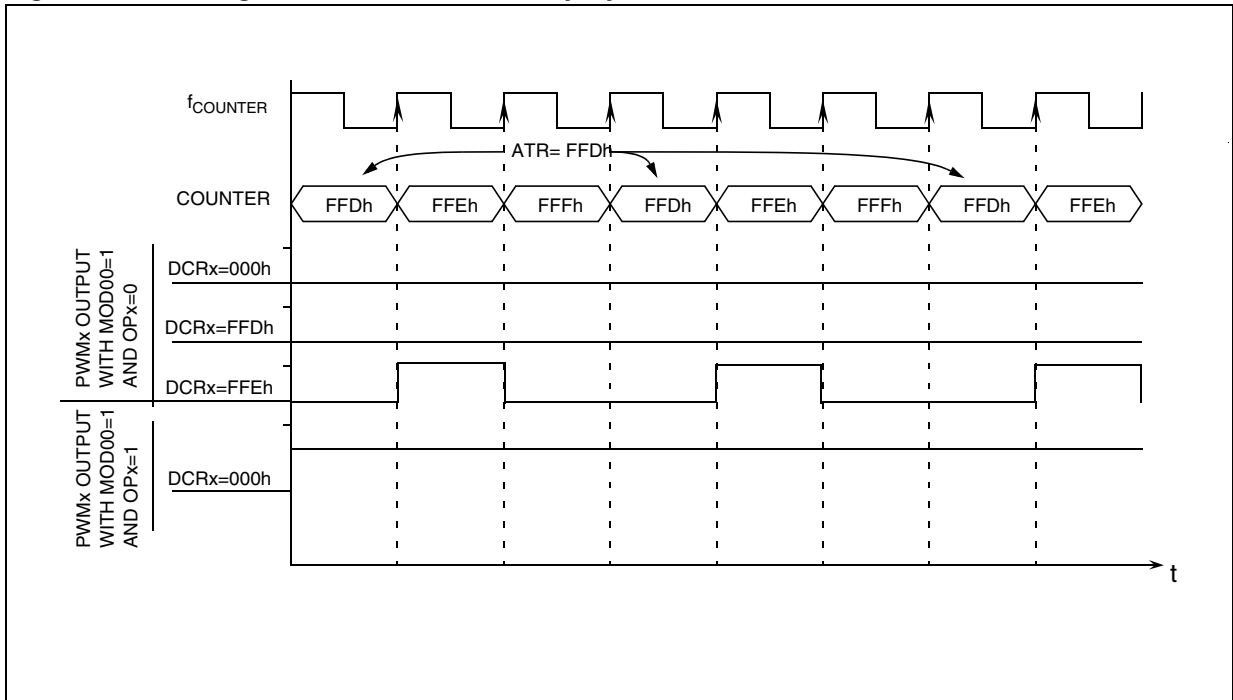 fCOUNTER
ATR= FFDh
COUNTER
FFDh
FFEh
FFFh
FFDh
FFEh
FFFh
FFDh
FFEh
PWMx OUTPUT
WITH MOD00=1
AND OPx=0
DCRx=000h
DCRx=FFDh
DCRx=FFEh
PWMx OUTPUT
WITH MOD00=1
AND OPx=1
DCRx=000h
t